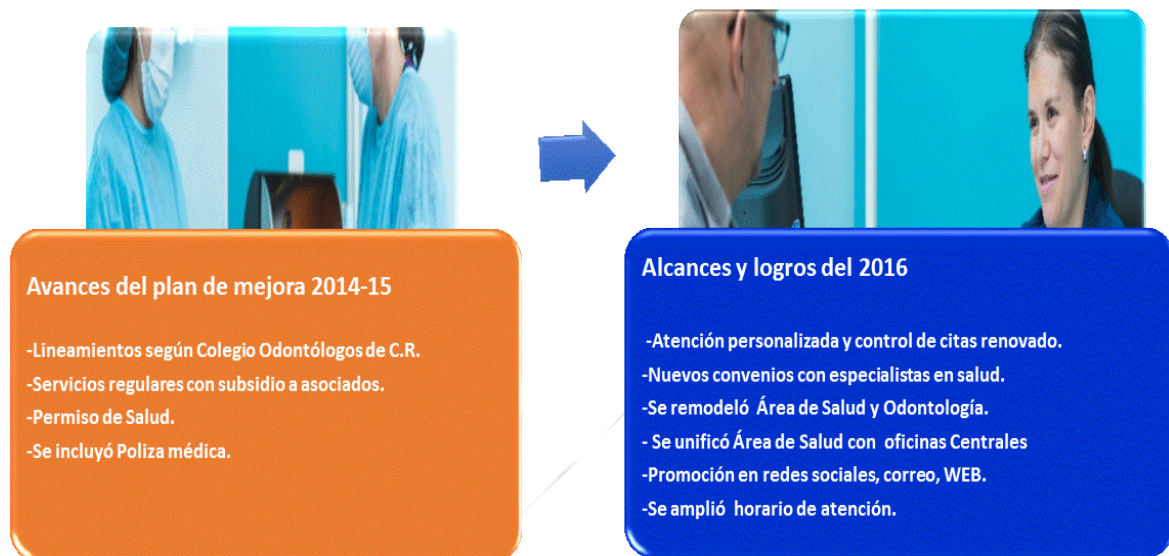 Avances del plan de mejora 2014-15
-Lineamientos según Colegio Odontólogos de C.R.
-Servicios regulares con subsidio a asociados.
-Permiso de Salud.
-Se incluyó Poliza médica.
Alcances y logros del 2016
-Atención personalizada y control de citas renovado.
-Nuevos convenios con especialistas en salud.
-Se remodeló Área de Salud y Odontología.
- Se unificó Área de Salud con oficinas Centrales
-Promoción en redes sociales, correo, WEB.
-Se amplió horario de atención.